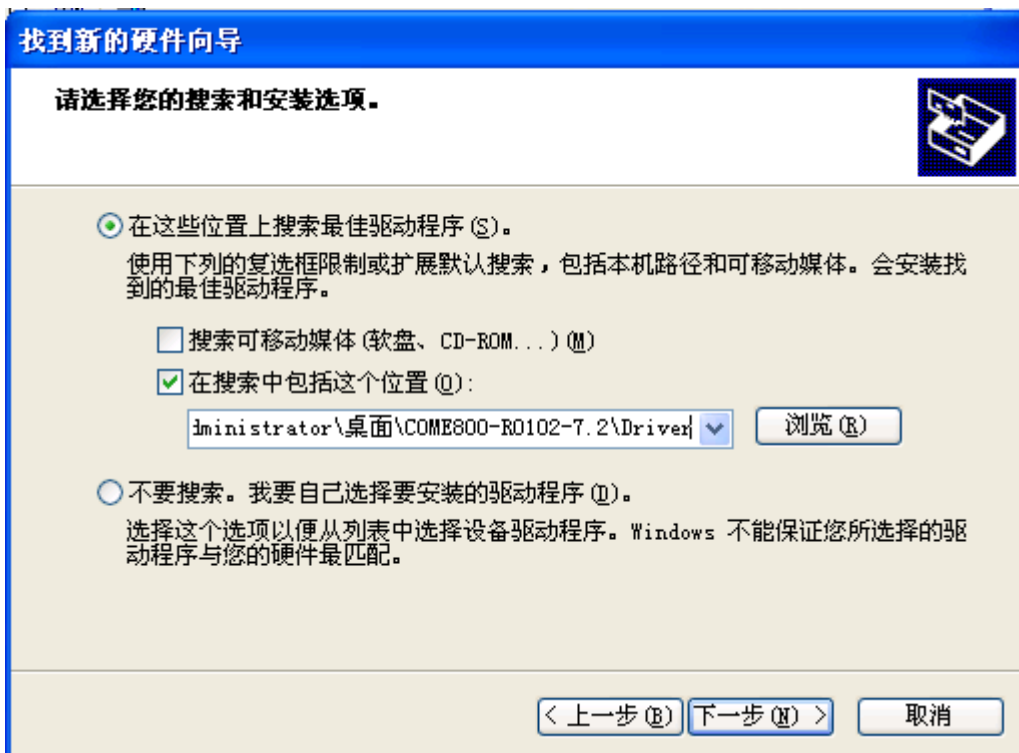 找到新的硬件向导
请选择您的搜索和安装选项。
在这些位置上搜索最佳驱动程序(S)。
使用下列的复选框限制或扩展默认搜索，包括本机路径和可移动媒体。会安装找
到的最佳驱动程序。
搜索可移动媒体(软盘、CD-ROM...)(M)
在搜索中包括这个位置(O):
ministrator\桌面\COME800-R0102-7.2\Driver
浏览(R)
不要搜索。我要自己选择要安装的驱动程序(D)。
选择这个选项以便从列表中选择设备驱动程序。Windows 不能保证您所选择的驱
动程序与您的硬件最匹配。
< 上一步(B)
下一步(N) >
取消